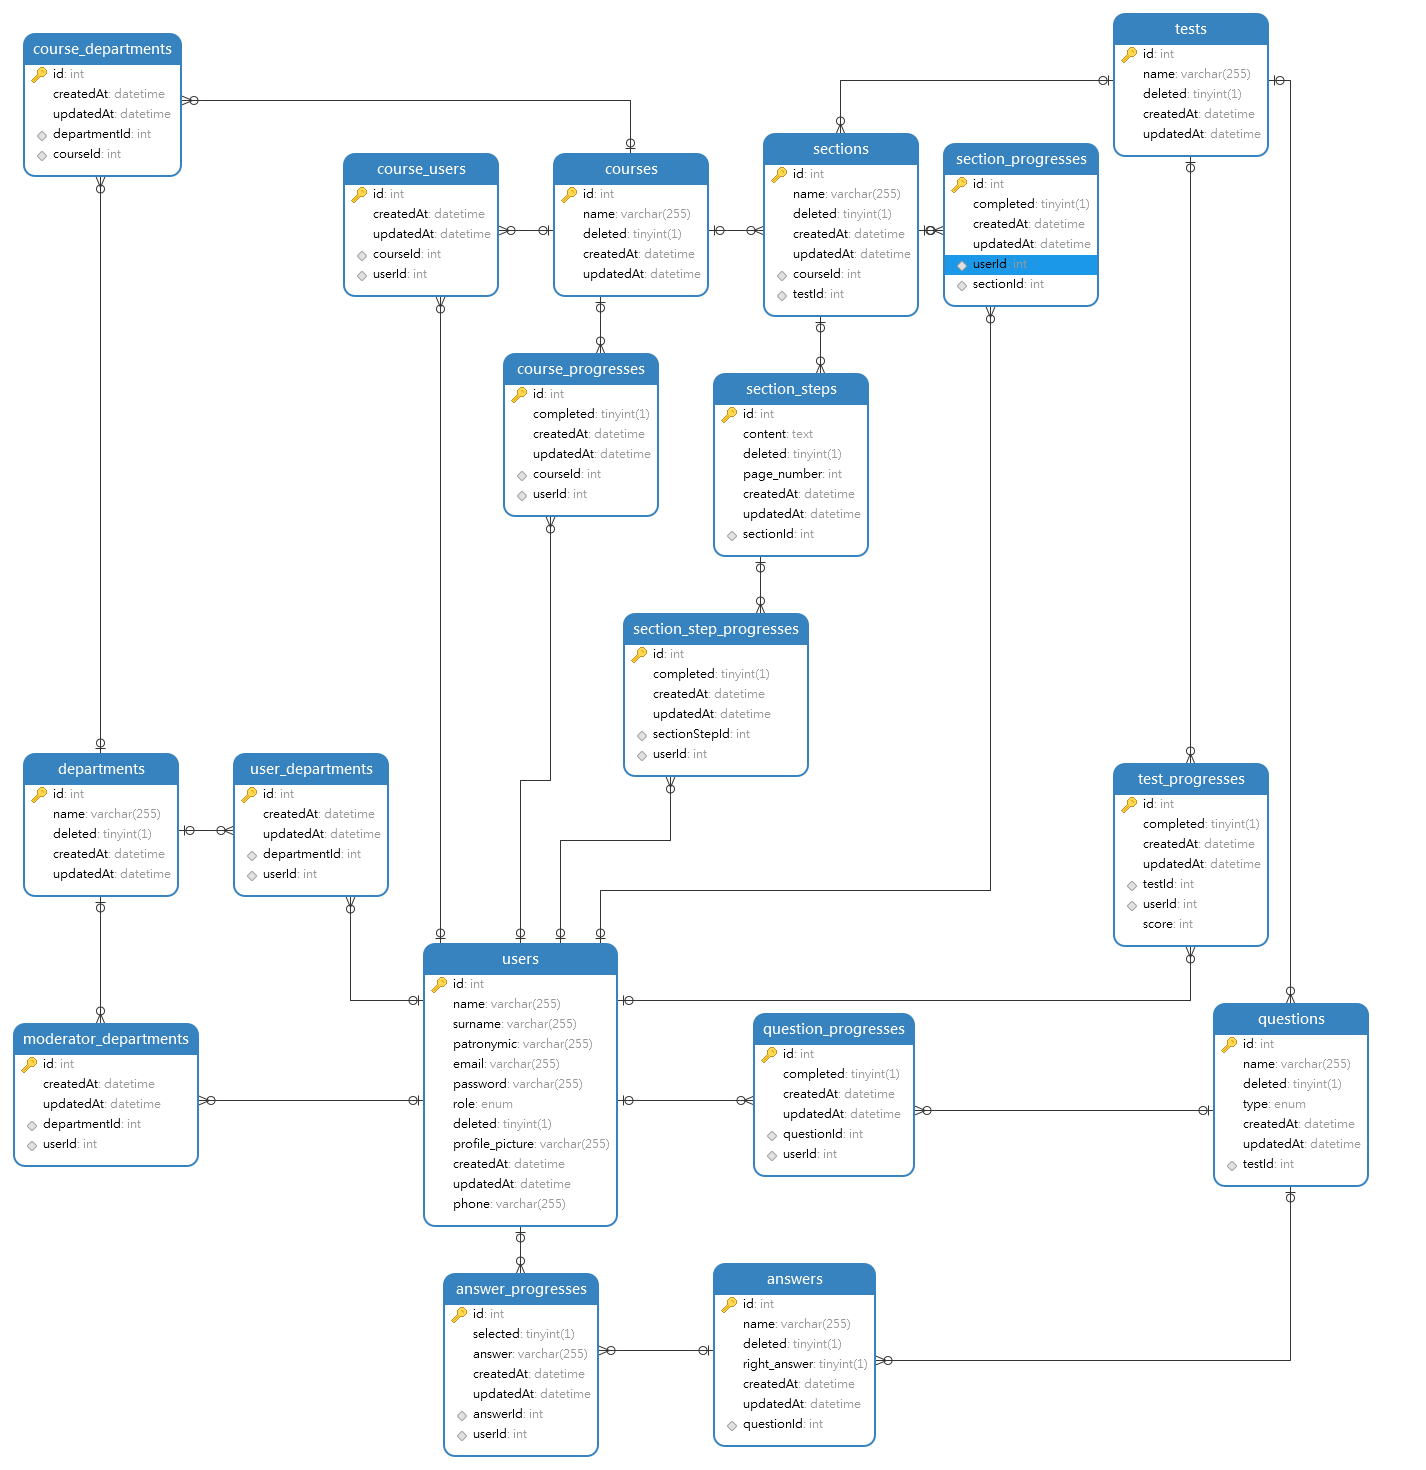 course_departments
id: int
createdAt: datetime
updatedAt: datetime
departmentId: int
courseId: int
tests
id: int
name: varchar(255)
deleted: tinyint(1)
createdAt: datetime
updatedAt: datetime
course_users
id: int
createdAt: datetime
updatedAt: datetime
courseId: int
userId: int
courses
id: int
name: varchar(255)
deleted: tinyint(1)
createdAt: datetime
updatedAt: datetime
sections
id: int
name: varchar(255)
deleted: tinyint(1)
createdAt: datetime
updatedAt: datetime
courseId: int
testId: int
section_progresses
id: int
completed: tinyint(1)
createdAt: datetime
updatedAt: datetime
userId: int
sectionId: int
course_progresses
id: int
completed: tinyint(1)
createdAt: datetime
updatedAt: datetime
courseId: int
userId: int
section_steps
id: int
content: text
deleted: tinyint(1)
page_number: int
createdAt: datetime
updatedAt: datetime
sectionId: int
section_step_progresses
id: int
completed: tinyint(1)
createdAt: datetime
updatedAt: datetime
sectionStepId: int
userId: int
departments
id: int
name: varchar(255)
deleted: tinyint(1)
createdAt: datetime
updatedAt: datetime
user_departments
id: int
createdAt: datetime
updatedAt: datetime
departmentId: int
userId: int
test_progresses
id: int
completed: tinyint(1)
createdAt: datetime
updatedAt: datetime
testId: int
userId: int
score: int
users
id: int
name: varchar(255)
surname: varchar(255)
patronymic: varchar(255)
email: varchar(255)
password: varchar(255)
role: enum
deleted: tinyint(1)
profile_picture: varchar(255)
createdAt: datetime
updatedAt: datetime
phone: varchar(255)
moderator_departments
id: int
createdAt: datetime
updatedAt: datetime
departmentId: int
userId: int
question_progresses
id: int
completed: tinyint(1)
createdAt: datetime
updatedAt: datetime
questionId: int
userId: int
questions
id: int
name: varchar(255)
deleted: tinyint(1)
type: enum
createdAt: datetime
updatedAt: datetime
testId: int
answer_progresses
id: int
selected: tinyint(1)
answer: varchar(255)
createdAt: datetime
updatedAt: datetime
answerId: int
userId: int
answers
id: int
name: varchar(255)
deleted: tinyint(1)
right_answer: tinyint(1)
createdAt: datetime
updatedAt: datetime
questionId: int